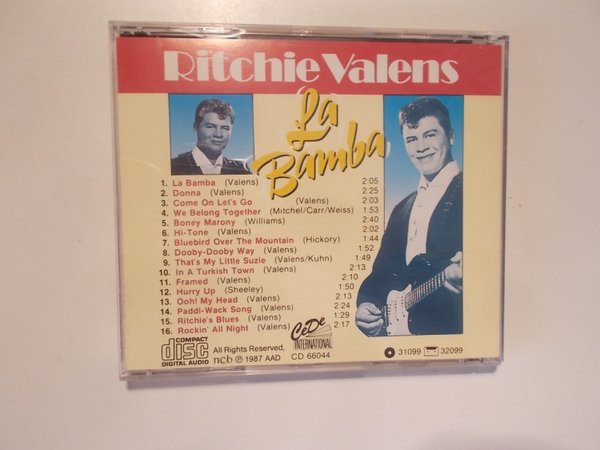 Ritchie Valens
La
Bamba
1. La Bamba (Valens) 2:05
2. Donna (Valens) 2:25
3. Come On Let's Go (Valens) 2:03
4. We Belong Together (Mitchel/Carr/Weiss) 1:53
5. Boney Marony (Williams) 2:40
6. Hi-Tone (Valens) 2:02
7. Bluebird Over The Mountain (Hickory) 1:44
8. Dooby-Dooby Way (Valens) 1:52
9. That's My Little Suzie (Valens/Kuhn) 1:49
10. In A Turkish Town (Valens) 2:13
11. Framed (Valens) 2:10
12. Hurry Up (Sheeley) 1:50
13. Ooh! My Head (Valens) 2:13
14. Paddi-Wack Song (Valens) 2:24
15. Ritchie's Blues (Valens) 1:29
16. Rockin' All Night (Valens) 2:17
CeDe
INTERNATIONAL
COMPACT
disc
DIGITAL AUDIO
All Rights Reserved,
ncb ℗ 1987 AAD CD 66044
31099 32099